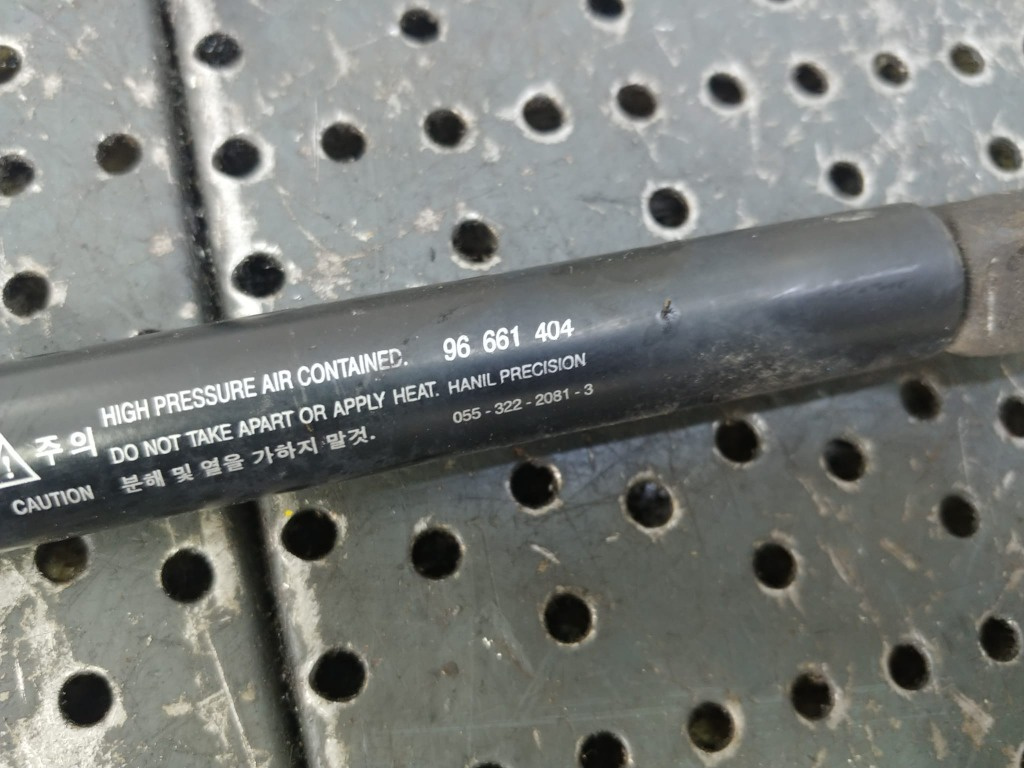 주의
CAUTION
HIGH PRESSURE AIR CONTAINED.
DO NOT TAKE APART OR APPLY HEAT.
분해 및 열을 가하지 말것.
96 661 404
HANIL PRECISION
055-322-2081-3